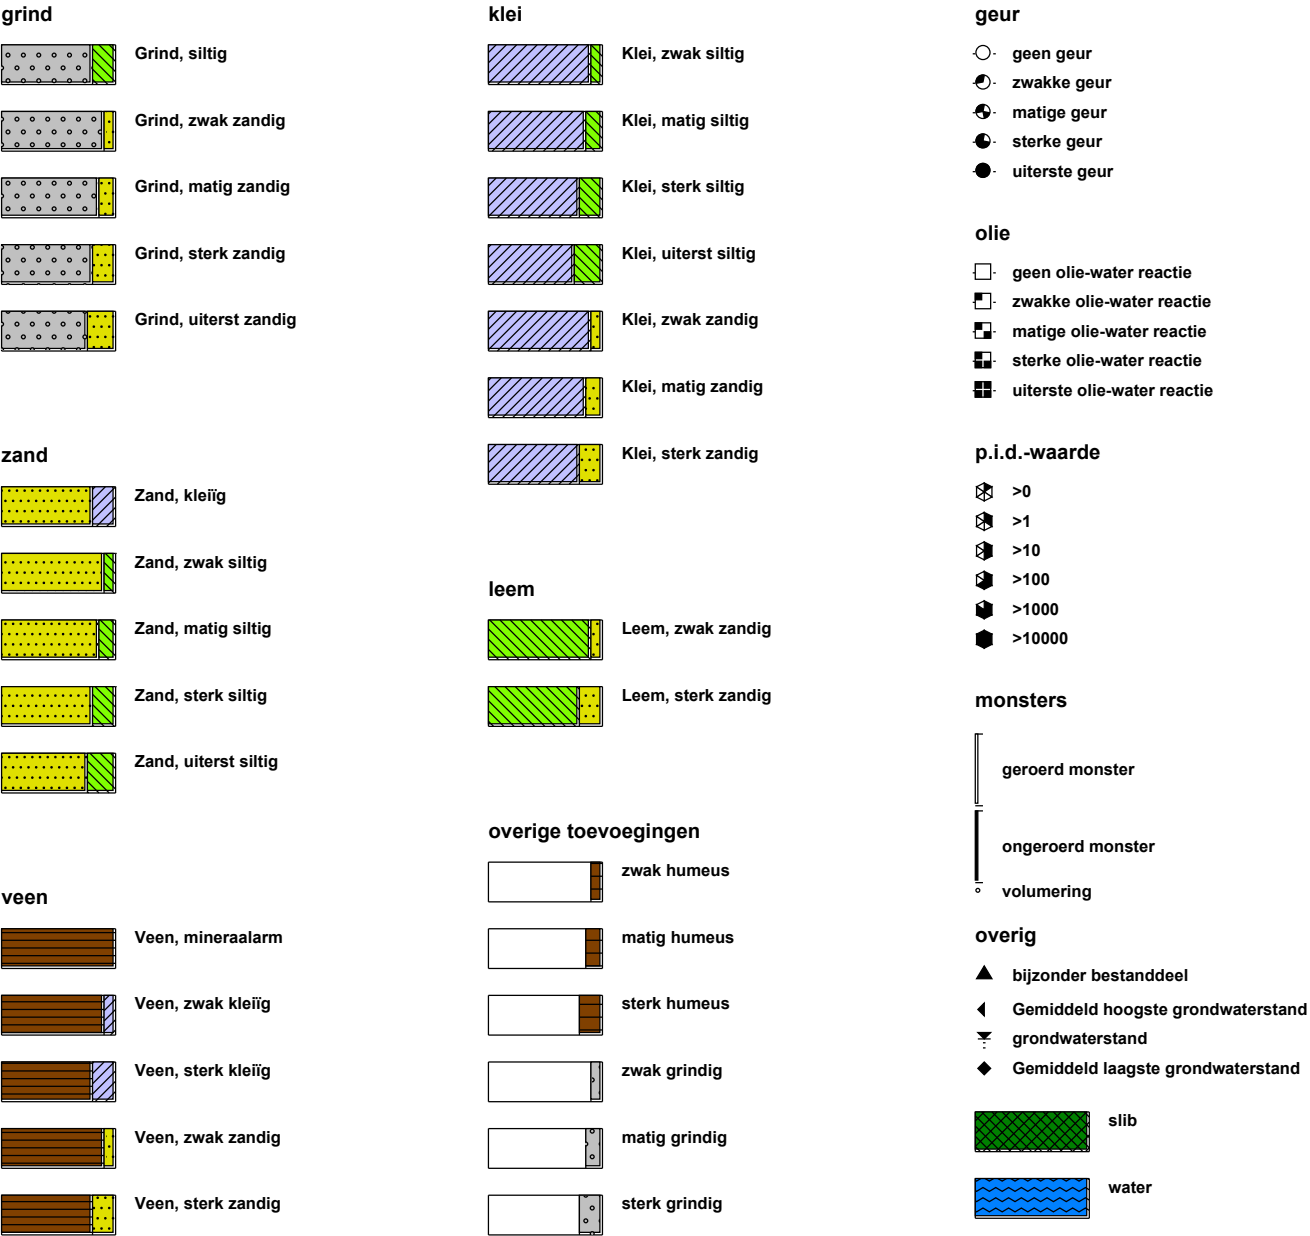 grind
Grind, siltig
Grind, zwak zandig
Grind, matig zandig
Grind, sterk zandig
Grind, uiterst zandig
zand
Zand, kleiïg
Zand, zwak siltig
Zand, matig siltig
Zand, sterk siltig
Zand, uiterst siltig
veen
Veen, mineraalarm
Veen, zwak kleiïg
Veen, sterk kleiïg
Veen, zwak zandig
Veen, sterk zandig
klei
Klei, zwak siltig
Klei, matig siltig
Klei, sterk siltig
Klei, uiterst siltig
Klei, zwak zandig
Klei, matig zandig
Klei, sterk zandig
leem
Leem, zwak zandig
Leem, sterk zandig
overige toevoegingen
zwak humeus
matig humeus
sterk humeus
zwak grindig
matig grindig
sterk grindig
geur
geen geur
zwakke geur
matige geur
sterke geur
uiterste geur
olie
geen olie-water reactie
zwakke olie-water reactie
matige olie-water reactie
sterke olie-water reactie
uiterste olie-water reactie
p.i.d.-waarde
>0
>1
>10
>100
>1000
>10000
monsters
geroerd monster
ongeroerd monster
volumering
overig
bijzonder bestanddeel
Gemiddeld hoogste grondwaterstand
grondwaterstand
Gemiddeld laagste grondwaterstand
slib
water